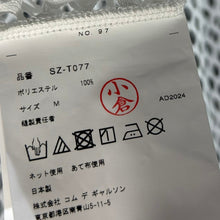 NO. 97
品番 SZ-T077
ポリエステル 100%
サイズ M
縫製責任者
小倉
AD2024
ネット使用 あて布使用
日本製
株式会社 コム デ ギャルソン
東京都港区南青山5-11-5